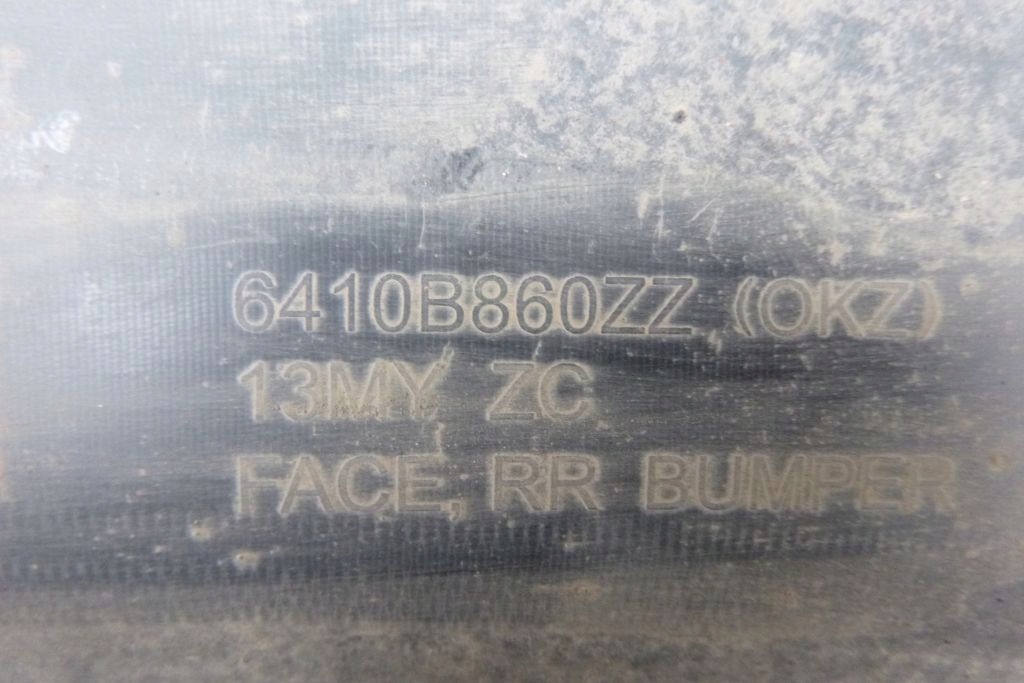 6410B860ZZ (OKZ)
13MY ZC
FACE, RR BUMPER